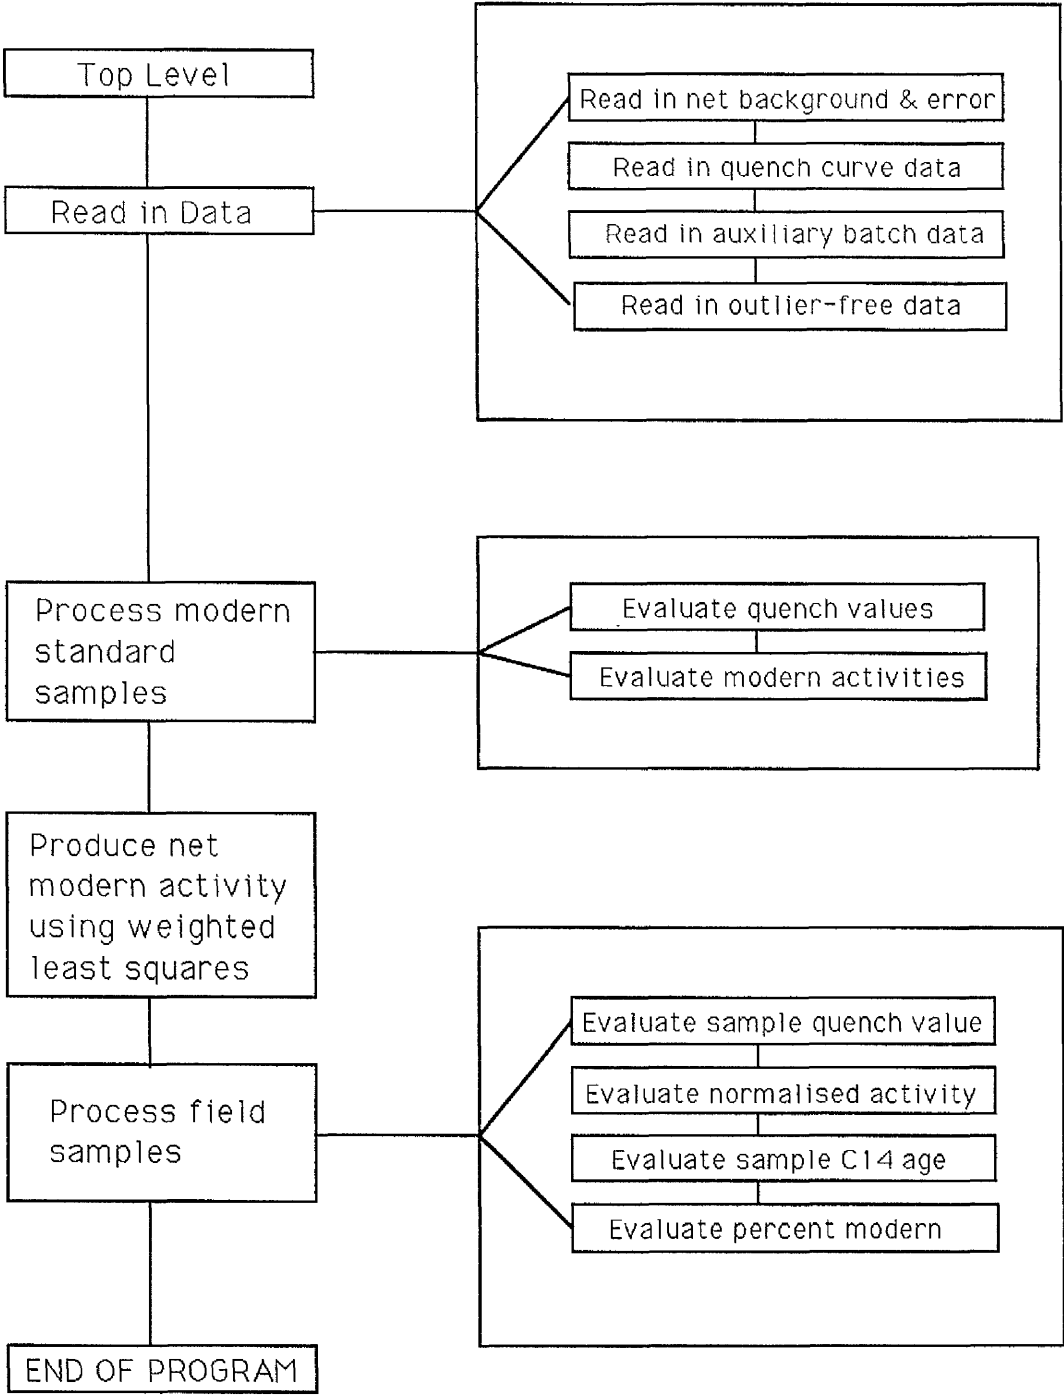 Top Level
Read in Data
Read in net background & error
Read in quench curve data
Read in auxiliary batch data
Read in outlier-free data
Process modern
standard
samples
Evaluate quench values
Evaluate modern activities
Produce net
modern activity
using weighted
least squares
Process field
samples
Evaluate sample quench value
Evaluate normalised activity
Evaluate sample C14 age
Evaluate percent modern
END OF PROGRAM